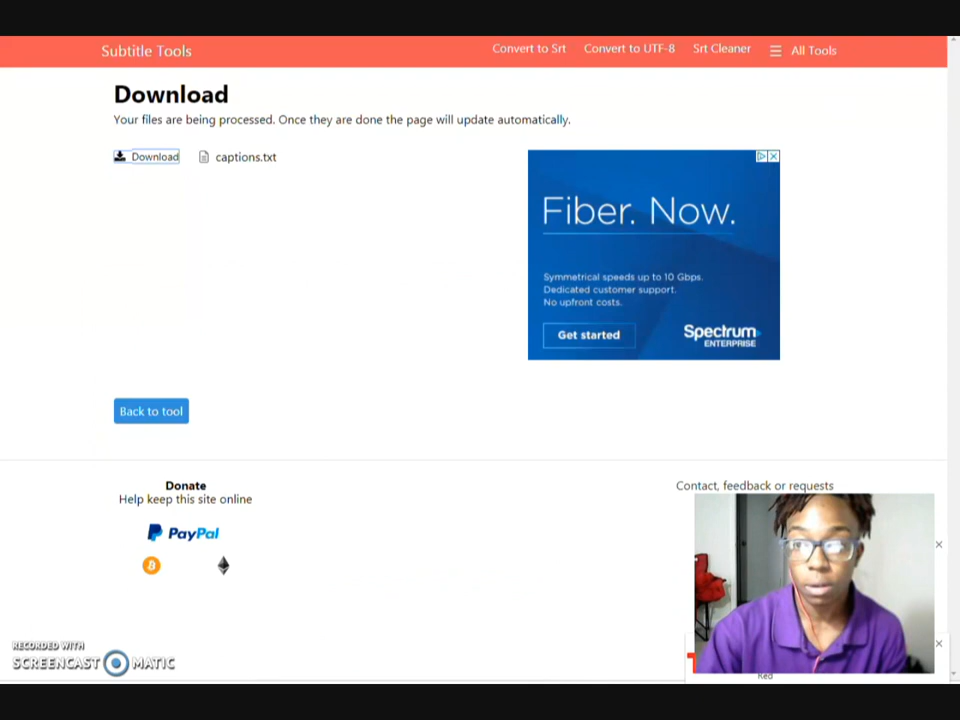 Subtitle Tools
Convert to Srt Convert to UTF-8 Srt Cleaner All Tools
Download
Your files are being processed. Once they are done the page will update automatically.
Download captions.txt
Fiber. Now.
Symmetrical speeds up to 10 Gbps.
Dedicated customer support.
No upfront costs.
Get started
Spectrum
ENTERPRISE
Back to tool
Donate
Help keep this site online
Contact, feedback or requests
PayPal
RECORDED WITH
SCREENCAST MATIC
Red